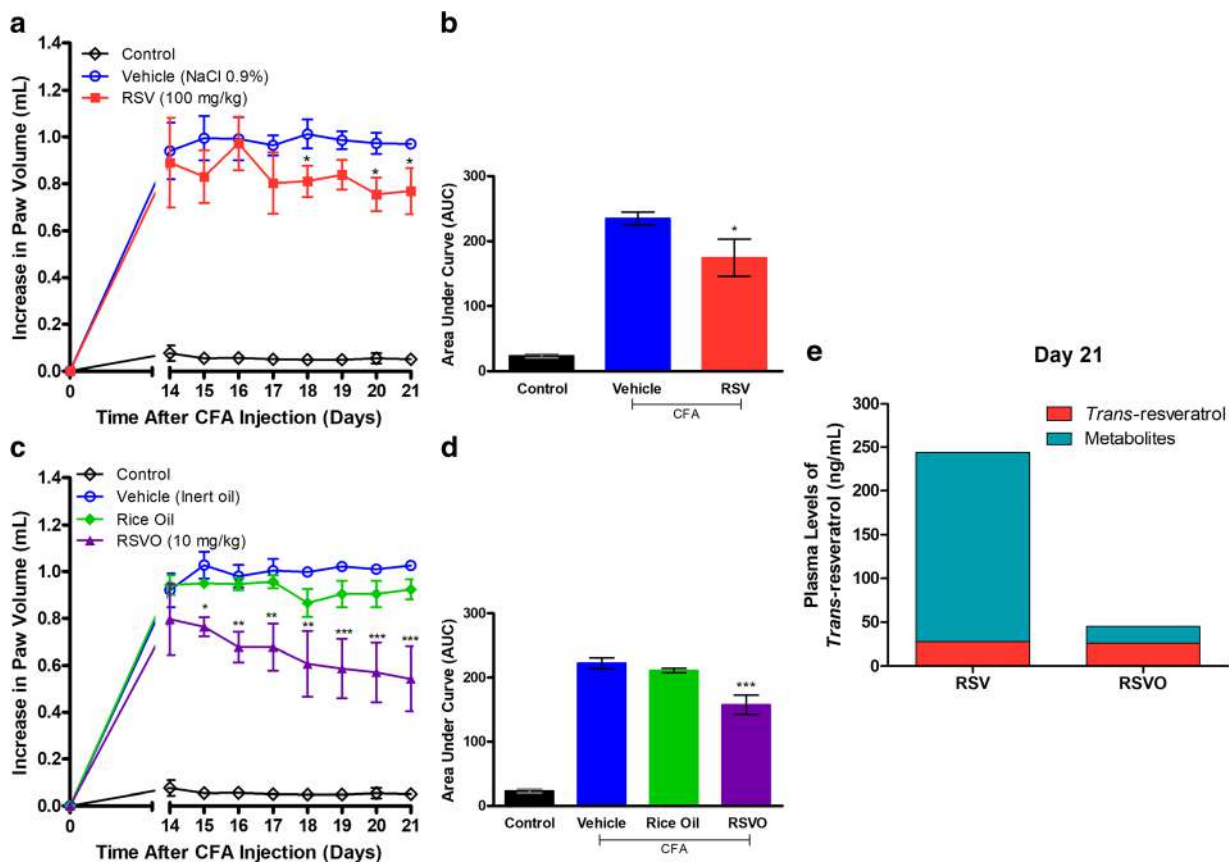 a
1.4
1.2
1.0
0.8
0.6
0.4
0.2
0.0
Increase in Paw Volume (mL)
Control
Vehicle (NaCl 0.9%)
RSV (100 mg/kg)
*
*
*
0
14 15 16 17 18 19 20 21
Time After CFA Injection (Days)
b
300
200
100
0
Area Under Curve (AUC)
*
Control Vehicle RSV
CFA
c
1.4
1.2
1.0
0.8
0.6
0.4
0.2
0.0
Increase in Paw Volume (mL)
Control
Vehicle (Inert oil)
Rice Oil
RSVO (10 mg/kg)
* ** ** ** *** *** ***
0
14 15 16 17 18 19 20 21
Time After CFA Injection (Days)
d
300
200
100
0
Area Under Curve (AUC)
***
Control Vehicle Rice Oil RSVO
CFA
e
Day 21
300
250
200
150
100
50
0
Plasma Levels of
Trans-resveratrol (ng/mL)
Trans-resveratrol
Metabolites
RSV RSVO